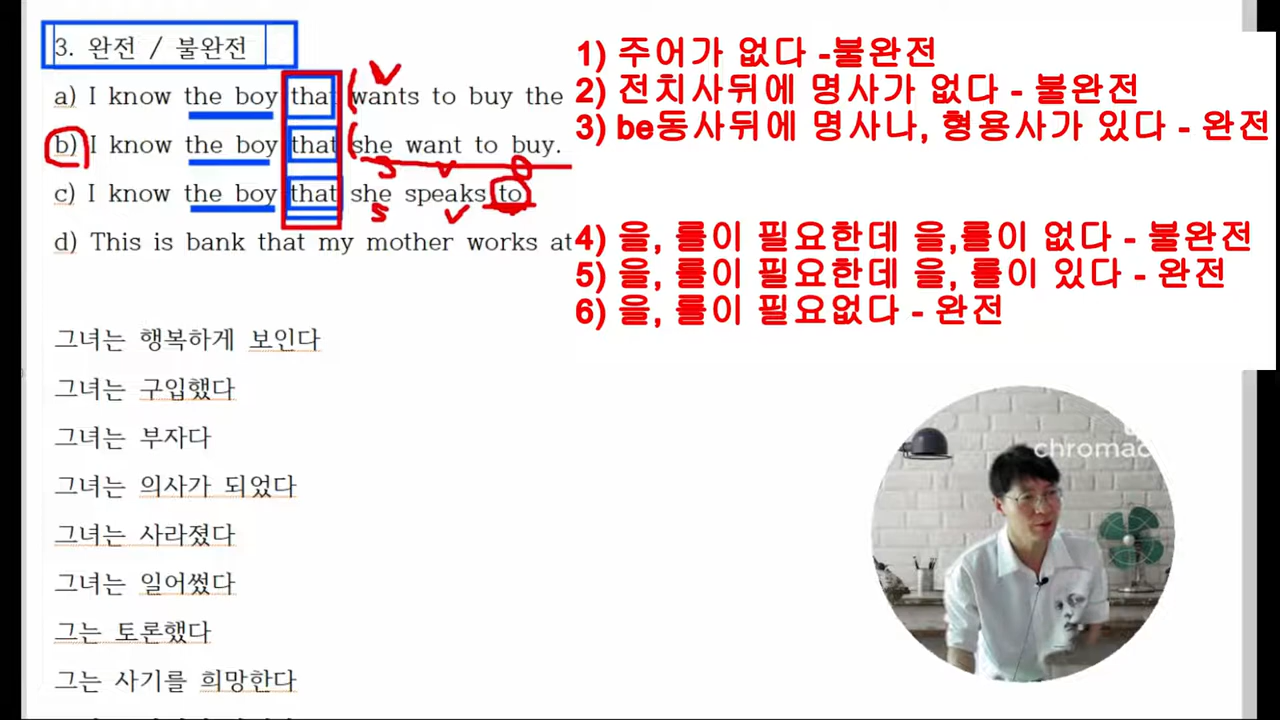 3. 완전 / 불완전
a) I know the boy that wants to buy the
b) I know the boy that she want to buy.
c) I know the boy that she speaks to
d) This is bank that my mother works at
1) 주어가 없다 -불완전
2) 전치사뒤에 명사가 없다 - 불완전
3) be동사뒤에 명사나, 형용사가 있다 - 완전
4) 을, 를이 필요한데 을,를이 없다 - 불완전
5) 을, 를이 필요한데 을, 를이 있다 - 완전
6) 을, 를이 필요없다 - 완전
그녀는 행복하게 보인다
그녀는 구입했다
그녀는 부자다
그녀는 의사가 되었다
그녀는 사라졌다
그녀는 일어썼다
그는 토론했다
그는 사기를 희망한다
V
S V O
S V
chromac